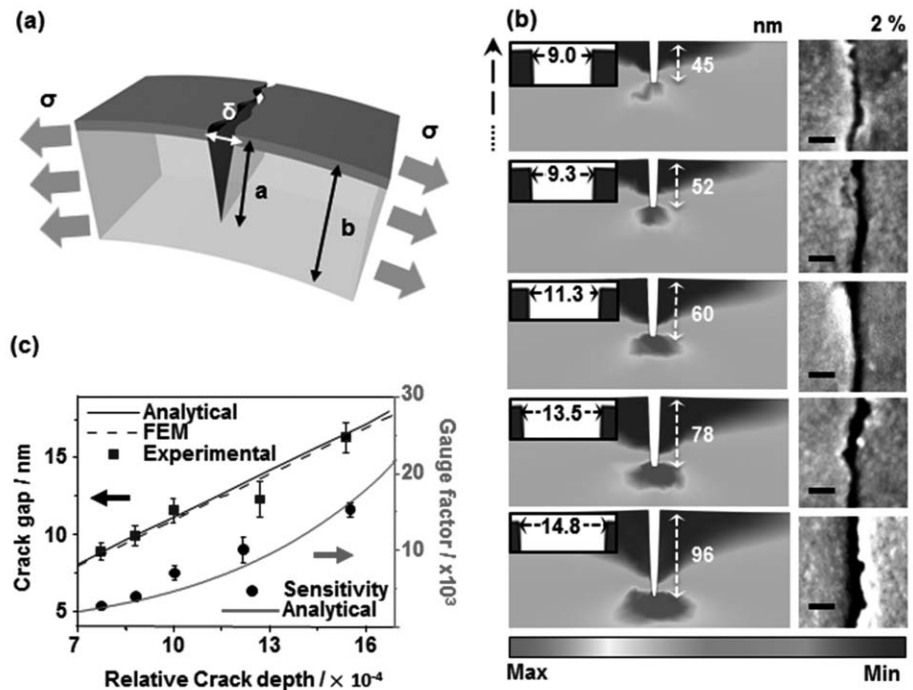 (a)
σ
δ
σ
a
b
(b)
nm
2 %
9.0
45
9.3
52
11.3
60
13.5
78
14.8
96
Max
Min
(c)
Analytical
FEM
Experimental
Sensitivity
Analytical
Crack gap / nm
15
10
5
7
10
13
16
Relative Crack depth / × 10⁻⁴
30
20
10
0
Gauge factor / ×10³